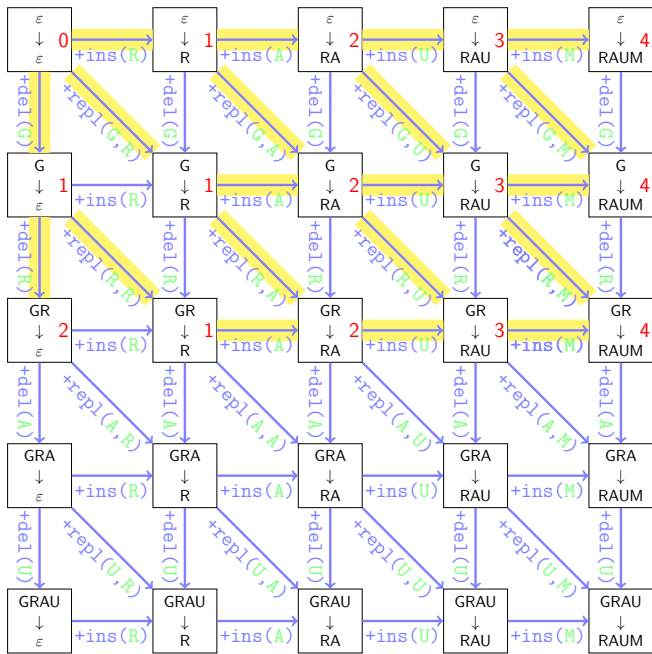 ε ε ε ε ε
↓ 0 ↓ 1 ↓ 2 ↓ 3 ↓ 4
ε R RA RAU RAUM
+ins(R) +ins(A) +ins(U) +ins(M)
+del(G) +repl(G,R) +del(G) +repl(G,A) +del(G) +repl(G,U) +del(G) +repl(G,M) +del(G)
G G G G G
↓ 1 ↓ 1 ↓ 2 ↓ 3 ↓ 4
ε R RA RAU RAUM
+ins(R) +ins(A) +ins(U) +ins(M)
+del(R) +repl(R,R) +del(R) +repl(R,A) +del(R) +repl(R,U) +del(R) +repl(R,M) +del(R)
GR GR GR GR GR
↓ 2 ↓ 1 ↓ 2 ↓ 3 ↓ 4
ε R RA RAU RAUM
+ins(R) +ins(A) +ins(U) +ins(M)
+del(A) +repl(A,R) +del(A) +repl(A,A) +del(A) +repl(A,U) +del(A) +repl(A,M) +del(A)
GRA GRA GRA GRA GRA
↓ ↓ ↓ ↓ ↓
ε R RA RAU RAUM
+ins(R) +ins(A) +ins(U) +ins(M)
+del(U) +repl(U,R) +del(U) +repl(U,A) +del(U) +repl(U,U) +del(U) +repl(U,M) +del(U)
GRAU GRAU GRAU GRAU GRAU
↓ ↓ ↓ ↓ ↓
ε R RA RAU RAUM
+ins(R) +ins(A) +ins(U) +ins(M)